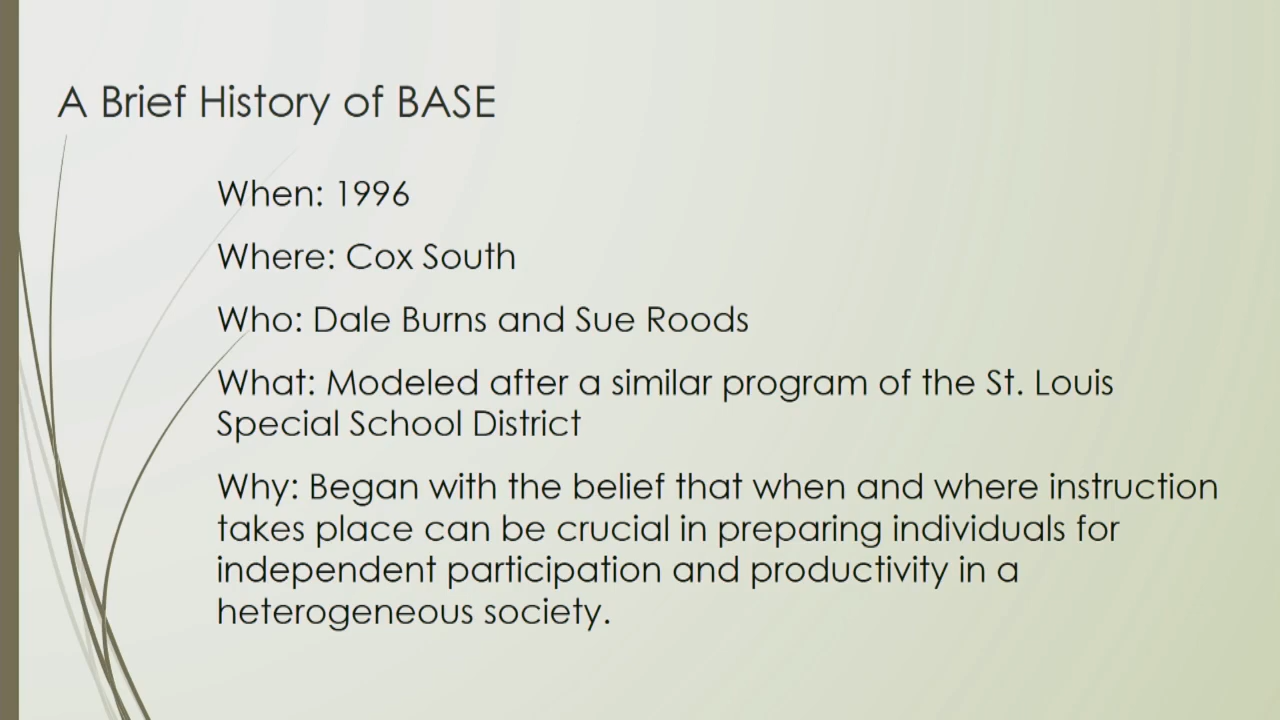 A Brief History of BASE
When: 1996
Where: Cox South
Who: Dale Burns and Sue Roods
What: Modeled after a similar program of the St. Louis
Special School District
Why: Began with the belief that when and where instruction
takes place can be crucial in preparing individuals for
independent participation and productivity in a
heterogeneous society.